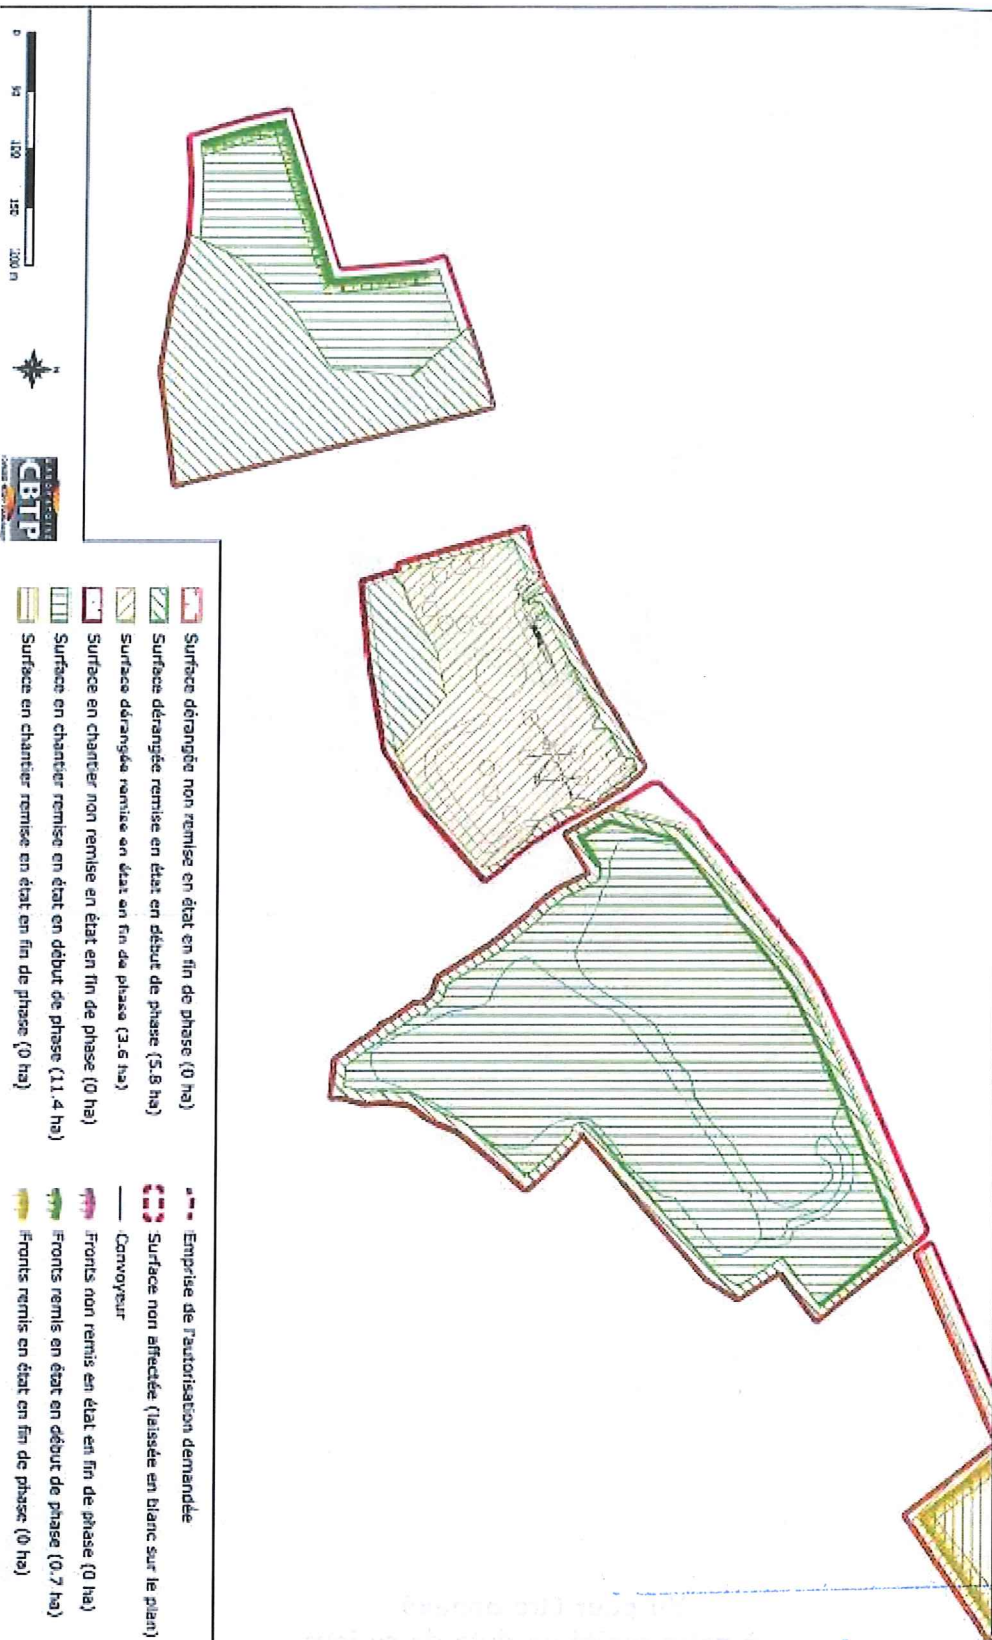 0 50 100 150 200 m
N
LABORATOIRE
CBTP
Surface dérangée non remise en état en fin de phase (0 ha)
Surface dérangée remise en état en début de phase (5.8 ha)
Surface dérangée remise en état en fin de phase (3.6 ha)
Surface en chantier non remise en état en fin de phase (0 ha)
Surface en chantier remise en état en début de phase (11.4 ha)
Surface en chantier remise en état en fin de phase (0 ha)
Emprise de l'autorisation demandée
Surface non affectée (laissée en blanc sur le plan)
Convoyeur
Fronts non remis en état en fin de phase (0 ha)
Fronts remis en état en début de phase (0.7 ha)
Fronts remis en état en fin de phase (0 ha)